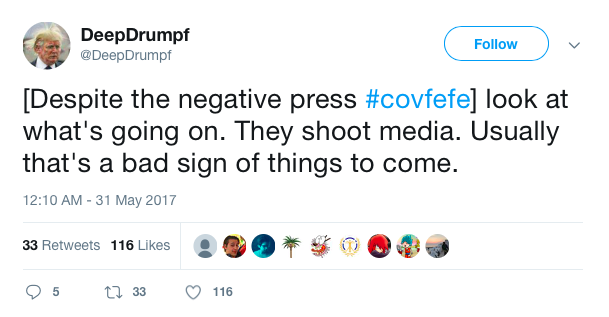 DeepDrumpf
@DeepDrumpf
Follow
[Despite the negative press #covfefe] look at
what's going on. They shoot media. Usually
that's a bad sign of things to come.
12:10 AM - 31 May 2017
33 Retweets 116 Likes
5 33 116